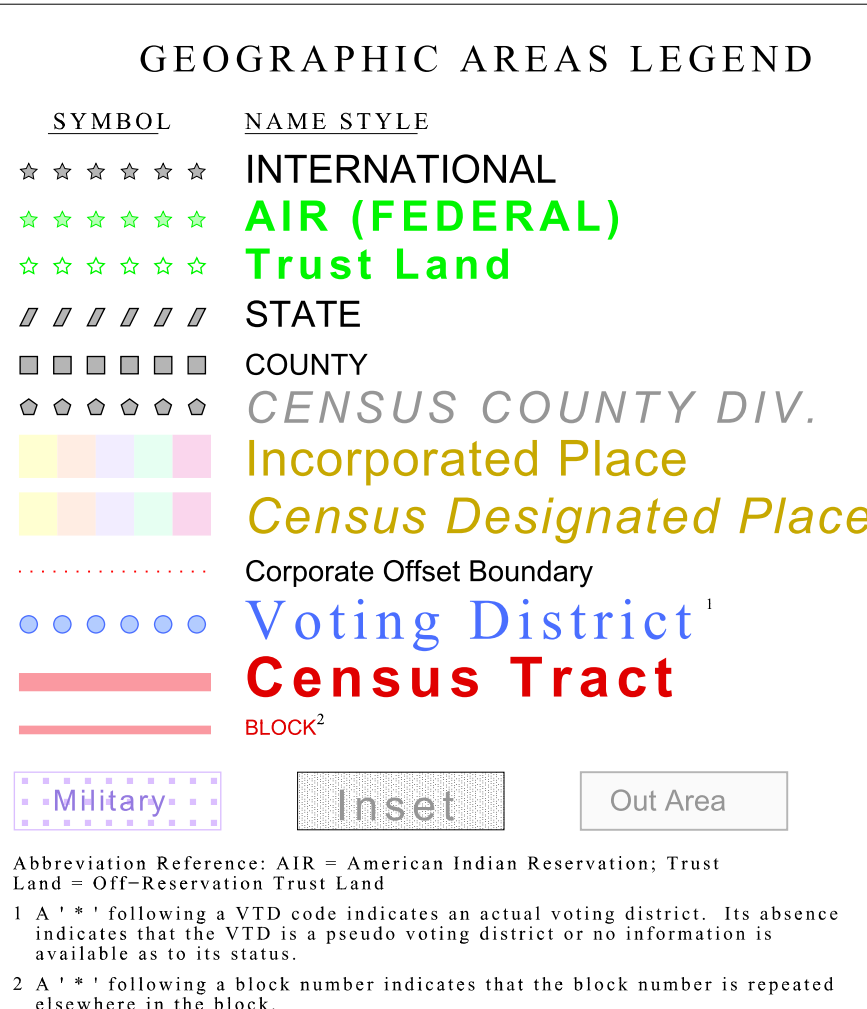 GEOGRAPHIC AREAS LEGEND
SYMBOL NAME STYLE
INTERNATIONAL
AIR (FEDERAL)
Trust Land
STATE
COUNTY
CENSUS COUNTY DIV.
Incorporated Place
Census Designated Place
Corporate Offset Boundary
Voting District 1
Census Tract
BLOCK2
Military Inset Out Area
Abbreviation Reference: AIR = American Indian Reservation; Trust
Land = Off−Reservation Trust Land
1 A ' * ' following a VTD code indicates an actual voting district. Its absence
indicates that the VTD is a pseudo voting district or no information is
available as to its status.
2 A ' * ' following a block number indicates that the block number is repeated
elsewhere in the block.